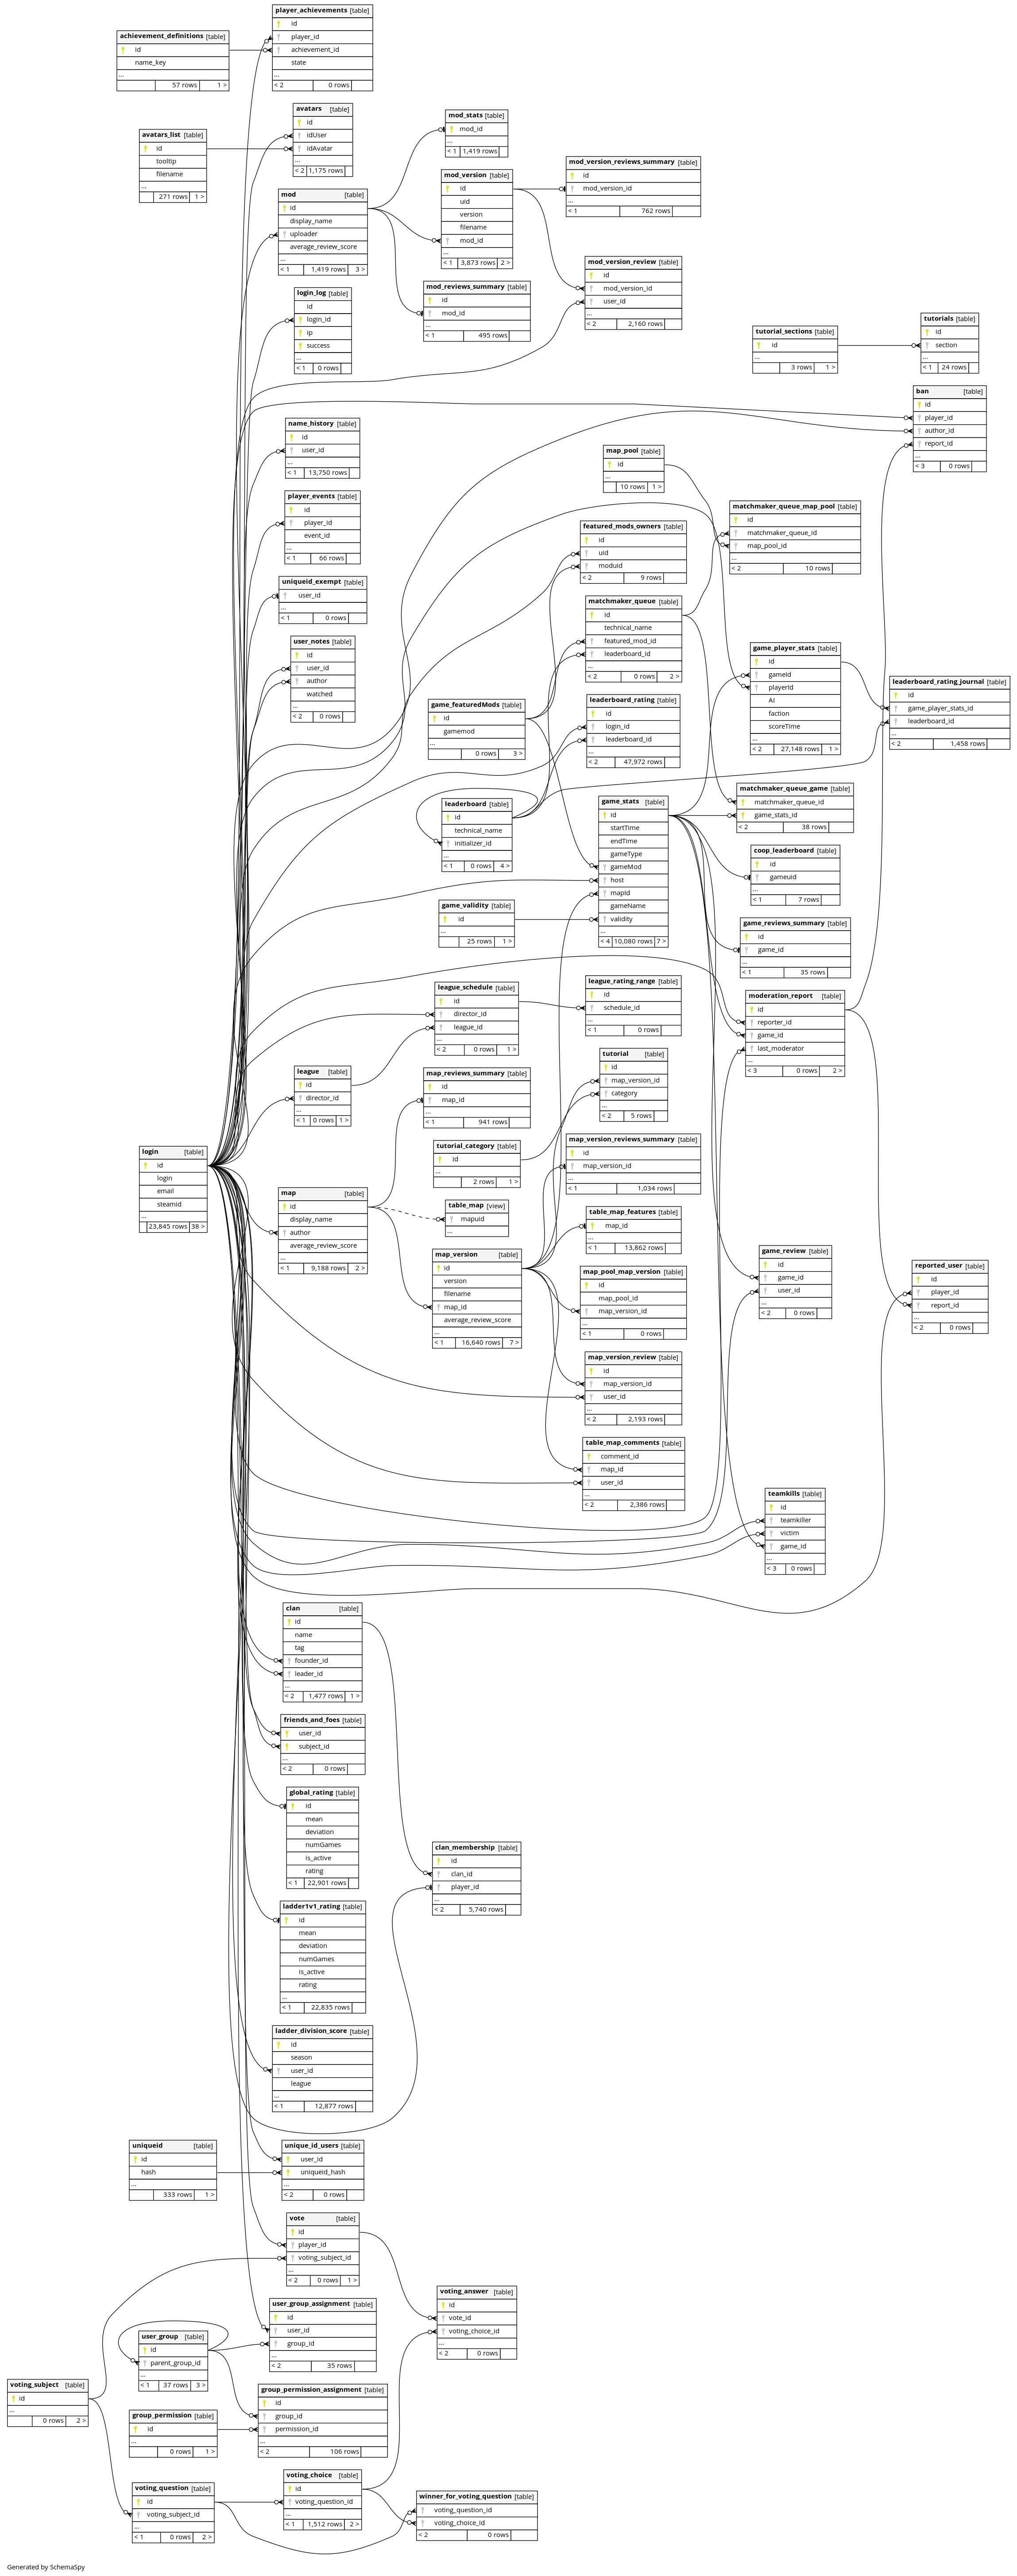 player_achievements [table]
id
player_id
achievement_id
state
...
< 2 0 rows
achievement_definitions [table]
id
name_key
...
57 rows 1 >
avatars [table]
id
idUser
idAvatar
...
< 2 1,175 rows
avatars_list [table]
id
tooltip
filename
...
271 rows 1 >
mod_stats [table]
mod_id
...
< 1 1,419 rows
mod_version_reviews_summary [table]
id
mod_version_id
...
< 1 762 rows
mod_version [table]
id
uid
version
filename
mod_id
...
< 1 3,873 rows 2 >
mod [table]
id
display_name
uploader
average_review_score
...
< 1 1,419 rows 3 >
mod_version_review [table]
id
mod_version_id
user_id
...
< 2 2,160 rows
mod_reviews_summary [table]
id
mod_id
...
< 1 495 rows
login_log [table]
id
login_id
ip
success
...
< 1 0 rows
tutorial_sections [table]
id
...
3 rows 1 >
tutorials [table]
id
section
...
< 1 24 rows
ban [table]
id
player_id
author_id
report_id
...
< 3 0 rows
name_history [table]
id
user_id
...
< 1 13,750 rows
map_pool [table]
id
...
10 rows 1 >
player_events [table]
id
player_id
event_id
...
< 1 66 rows
matchmaker_queue_map_pool [table]
id
matchmaker_queue_id
map_pool_id
...
< 2 10 rows
featured_mods_owners [table]
id
uid
moduid
...
< 2 9 rows
uniqueid_exempt [table]
user_id
...
< 1 0 rows
matchmaker_queue [table]
id
technical_name
featured_mod_id
leaderboard_id
...
< 2 0 rows 2 >
user_notes [table]
id
user_id
author
watched
...
< 2 0 rows
game_player_stats [table]
id
gameId
playerId
AI
faction
scoreTime
...
< 2 27,148 rows 1 >
leaderboard_rating_journal [table]
id
game_player_stats_id
leaderboard_id
...
< 2 1,458 rows
game_featuredMods [table]
id
gamemod
...
0 rows 3 >
leaderboard_rating [table]
id
login_id
leaderboard_id
...
< 2 47,972 rows
matchmaker_queue_game [table]
matchmaker_queue_id
game_stats_id
< 2 38 rows
leaderboard [table]
id
technical_name
initializer_id
...
< 1 0 rows 4 >
game_stats [table]
id
startTime
endTime
gameType
gameMod
host
mapid
gameName
validity
...
< 4 10,080 rows 7 >
coop_leaderboard [table]
id
gameuid
...
< 1 7 rows
game_validity [table]
id
...
25 rows 1 >
game_reviews_summary [table]
id
game_id
...
< 1 35 rows
league_schedule [table]
id
director_id
league_id
...
< 2 0 rows 1 >
league_rating_range [table]
id
schedule_id
...
< 1 0 rows
moderation_report [table]
id
reporter_id
game_id
last_moderator
...
< 3 0 rows 2 >
league [table]
id
director_id
...
< 1 0 rows 1 >
map_reviews_summary [table]
id
map_id
...
< 1 941 rows
tutorial [table]
id
map_version_id
category
...
< 2 5 rows
login [table]
id
login
email
steamid
...
23,845 rows 38 >
tutorial_category [table]
id
...
2 rows 1 >
map_version_reviews_summary [table]
id
map_version_id
...
< 1 1,034 rows
map [table]
id
display_name
author
average_review_score
...
< 1 9,188 rows 2 >
table_map [view]
mapuid
...
table_map_features [table]
map_id
...
< 1 13,862 rows
map_version [table]
id
version
filename
map_id
average_review_score
...
< 1 16,640 rows 7 >
map_pool_map_version [table]
id
map_pool_id
map_version_id
...
< 1 0 rows
game_review [table]
id
game_id
user_id
...
< 2 0 rows
reported_user [table]
id
player_id
report_id
...
< 2 0 rows
map_version_review [table]
id
map_version_id
user_id
...
< 2 2,193 rows
table_map_comments [table]
comment_id
map_id
user_id
...
< 2 2,386 rows
teamkills [table]
id
teamkiller
victim
game_id
...
< 3 0 rows
clan [table]
id
name
tag
founder_id
leader_id
...
< 2 1,477 rows 1 >
friends_and_foes [table]
user_id
subject_id
...
< 2 0 rows
global_rating [table]
id
mean
deviation
numGames
is_active
rating
< 1 22,901 rows
clan_membership [table]
id
clan_id
player_id
...
< 2 5,740 rows
ladder1v1_rating [table]
id
mean
deviation
numGames
is_active
rating
...
< 1 22,835 rows
ladder_division_score [table]
id
season
user_id
league
...
< 1 12,877 rows
uniqueid [table]
id
hash
...
333 rows 1 >
unique_id_users [table]
user_id
uniqueid_hash
...
< 2 0 rows
vote [table]
id
player_id
voting_subject_id
...
< 2 0 rows 1 >
voting_answer [table]
id
vote_id
voting_choice_id
...
< 2 0 rows
user_group_assignment [table]
id
user_id
group_id
...
< 2 35 rows
user_group [table]
id
parent_group_id
...
< 1 37 rows 3 >
voting_subject [table]
id
...
0 rows 2 >
group_permission_assignment [table]
id
group_id
permission_id
...
< 2 106 rows
group_permission [table]
id
...
0 rows 1 >
voting_choice [table]
id
voting_question_id
...
< 1 1,512 rows 2 >
voting_question [table]
id
voting_subject_id
...
< 1 0 rows 2 >
winner_for_voting_question [table]
voting_question_id
voting_choice_id
< 2 0 rows
Generated by SchemaSpy